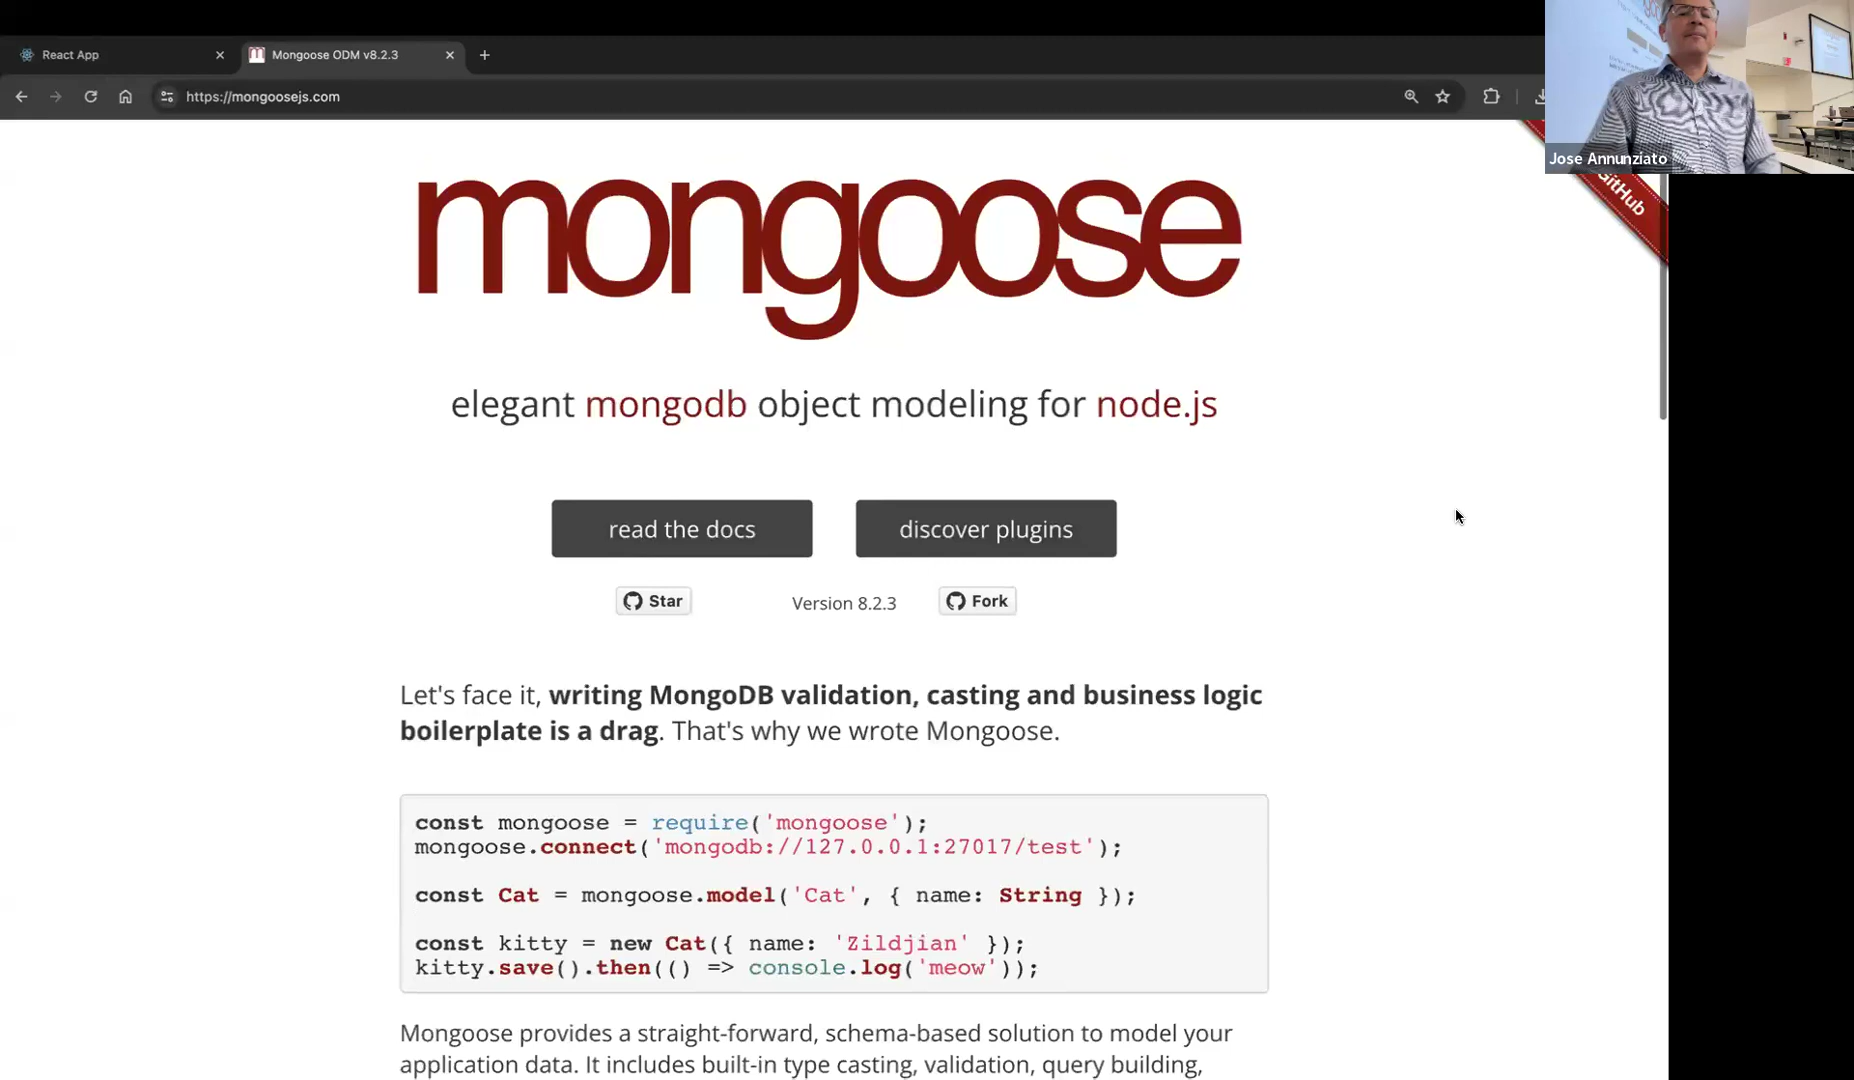 React App
Mongoose ODM v8.2.3
https://mongoosejs.com
Jose Annunziato
GitHub
mongoose
elegant mongodb object modeling for node.js
read the docs
discover plugins
Star
Version 8.2.3
Fork
Let's face it, writing MongoDB validation, casting and business logic
boilerplate is a drag. That's why we wrote Mongoose.
const mongoose = require('mongoose');
mongoose.connect('mongodb://127.0.0.1:27017/test');
const Cat = mongoose.model('Cat', { name: String });
const kitty = new Cat({ name: 'Zildjian' });
kitty.save().then(() => console.log('meow'));
Mongoose provides a straight-forward, schema-based solution to model your
application data. It includes built-in type casting, validation, query building,